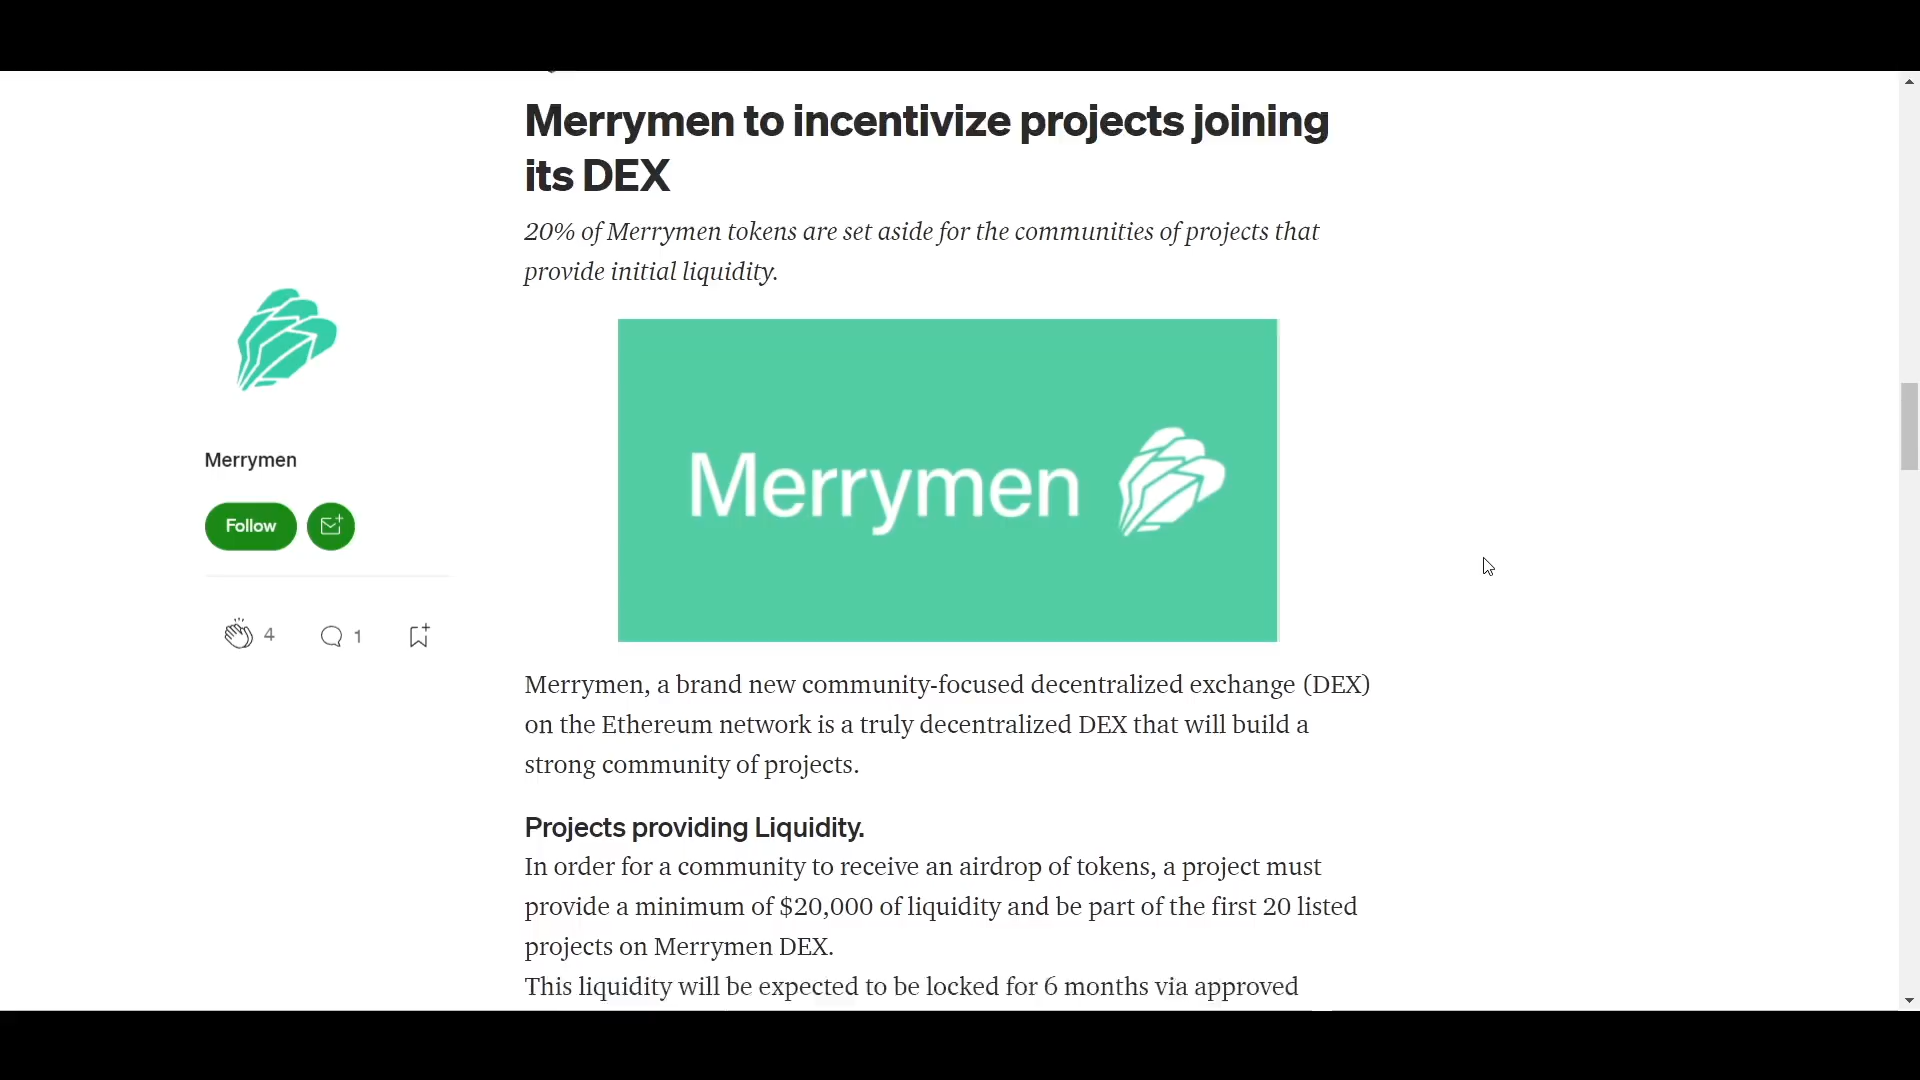 Merrymen to incentivize projects joining
its DEX
20% of Merrymen tokens are set aside for the communities of projects that
provide initial liquidity.
Merrymen
Merrymen
Follow
4
1
Merrymen, a brand new community-focused decentralized exchange (DEX)
on the Ethereum network is a truly decentralized DEX that will build a
strong community of projects.
Projects providing Liquidity.
In order for a community to receive an airdrop of tokens, a project must
provide a minimum of $20,000 of liquidity and be part of the first 20 listed
projects on Merrymen DEX.
This liquidity will be expected to be locked for 6 months via approved